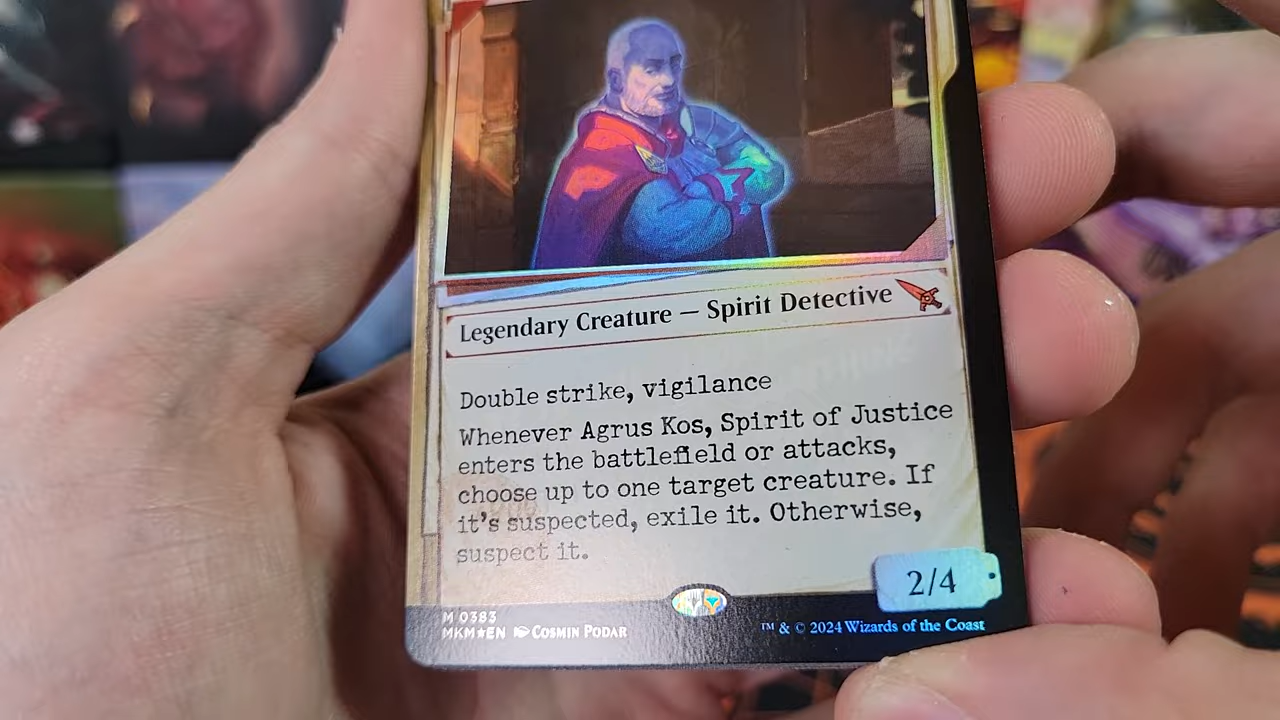 Legendary Creature — Spirit Detective
Double strike, vigilance
Whenever Agrus Kos, Spirit of Justice
enters the battlefield or attacks,
choose up to one target creature. If
it's suspected, exile it. Otherwise,
suspect it.
2/4
M 0383
MKM★EN Cosmin Podar
™ & © 2024 Wizards of the Coast